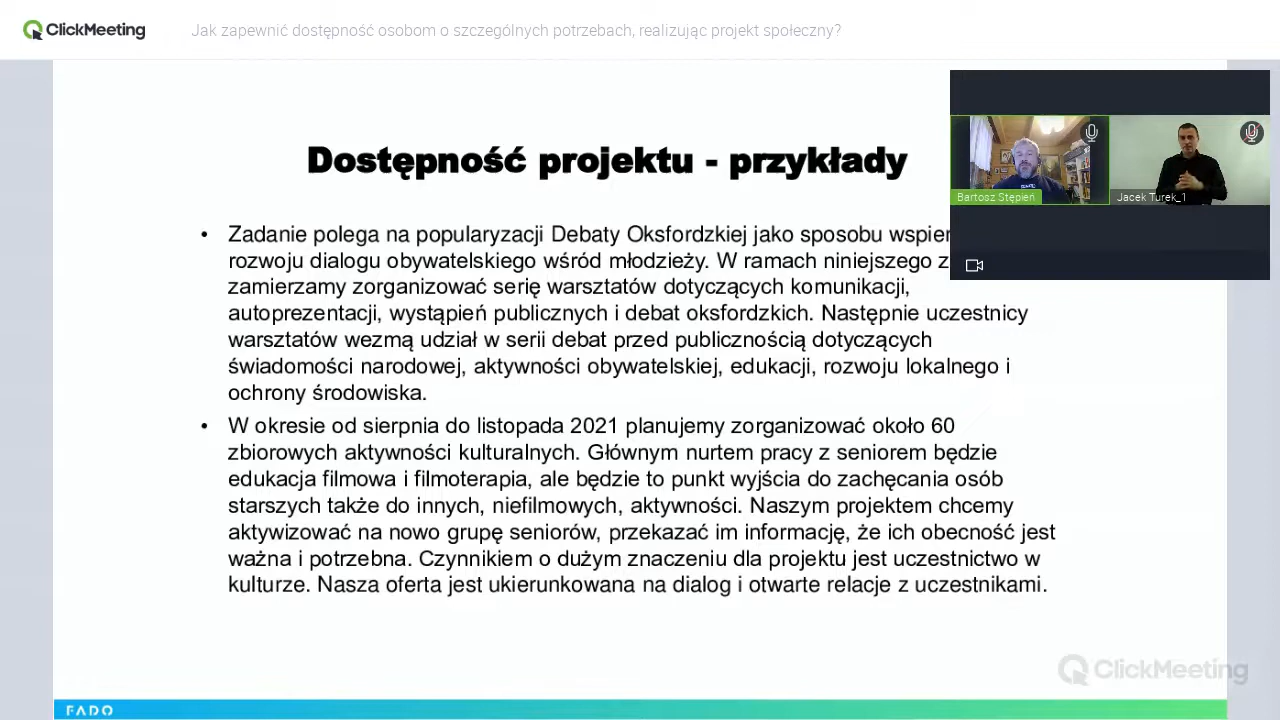 ClickMeeting
Jak zapewnić dostępność osobom o szczególnych potrzebach, realizując projekt społeczny?
Dostępność projektu - przykłady
Bartosz Stępień
Jacek Turek_1
• Zadanie polega na popularyzacji Debaty Oksfordzkiej jako sposobu
rozwoju dialogu obywatelskiego wśród młodzieży. W ramach niniejszego
zamierzamy zorganizować serię warsztatów dotyczących komunikacji,
autoprezentacji, wystąpień publicznych i debat oksfordzkich. Następnie uczestnicy
warsztatów wezmą udział w serii debat przed publicznością dotyczących
świadomości narodowej, aktywności obywatelskiej, edukacji, rozwoju lokalnego i
ochrony środowiska.
• W okresie od sierpnia do listopada 2021 planujemy zorganizować około 60
zbiorowych aktywności kulturalnych. Głównym nurtem pracy z seniorem będzie
edukacja filmowa i filmoterapia, ale będzie to punkt wyjścia do zachęcania osób
starszych także do innych, niefilmowych, aktywności. Naszym projektem chcemy
aktywizować na nowo grupę seniorów, przekazać im informację, że ich obecność jest
ważna i potrzebna. Czynnikiem o dużym znaczeniu dla projektu jest uczestnictwo w
kulturze. Nasza oferta jest ukierunkowana na dialog i otwarte relacje z uczestnikami.
ClickMeeting
FADO